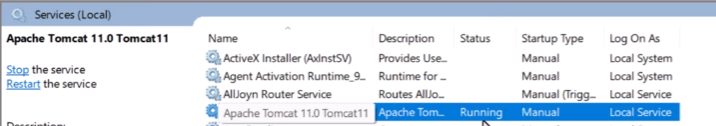 Services (Local)
Apache Tomcat 11.0 Tomcat11
Stop the service
Restart the service
Description:
Name Description Status Startup Type Log On As
ActiveX Installer (AxInstSV) Provides Use... Manual Local System
Agent Activation Runtime_9... Runtime for ... Manual Local System
AllJoyn Router Service Routes AllJo... Manual (Trigg... Local Service
Apache Tomcat 11.0 Tomcat11 Apache Tom... Running Manual Local Service